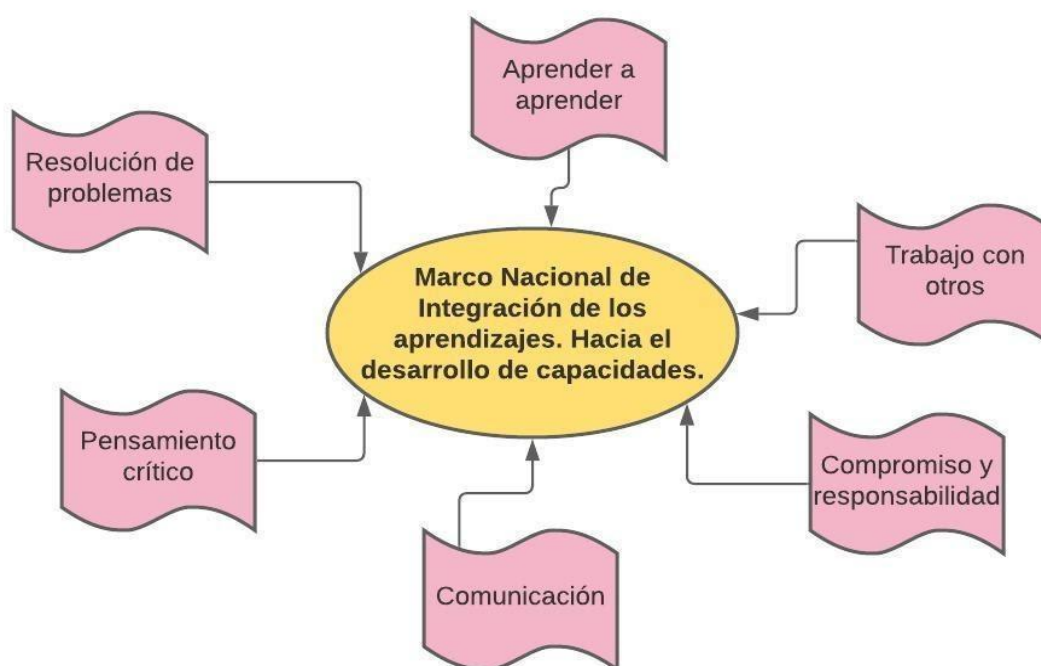 Aprender a
aprender
Resolución de
problemas
Trabajo con
otros
Marco Nacional de
Integración de los
aprendizajes. Hacia el
desarrollo de capacidades.
Pensamiento
crítico
Compromiso y
responsabilidad
Comunicación